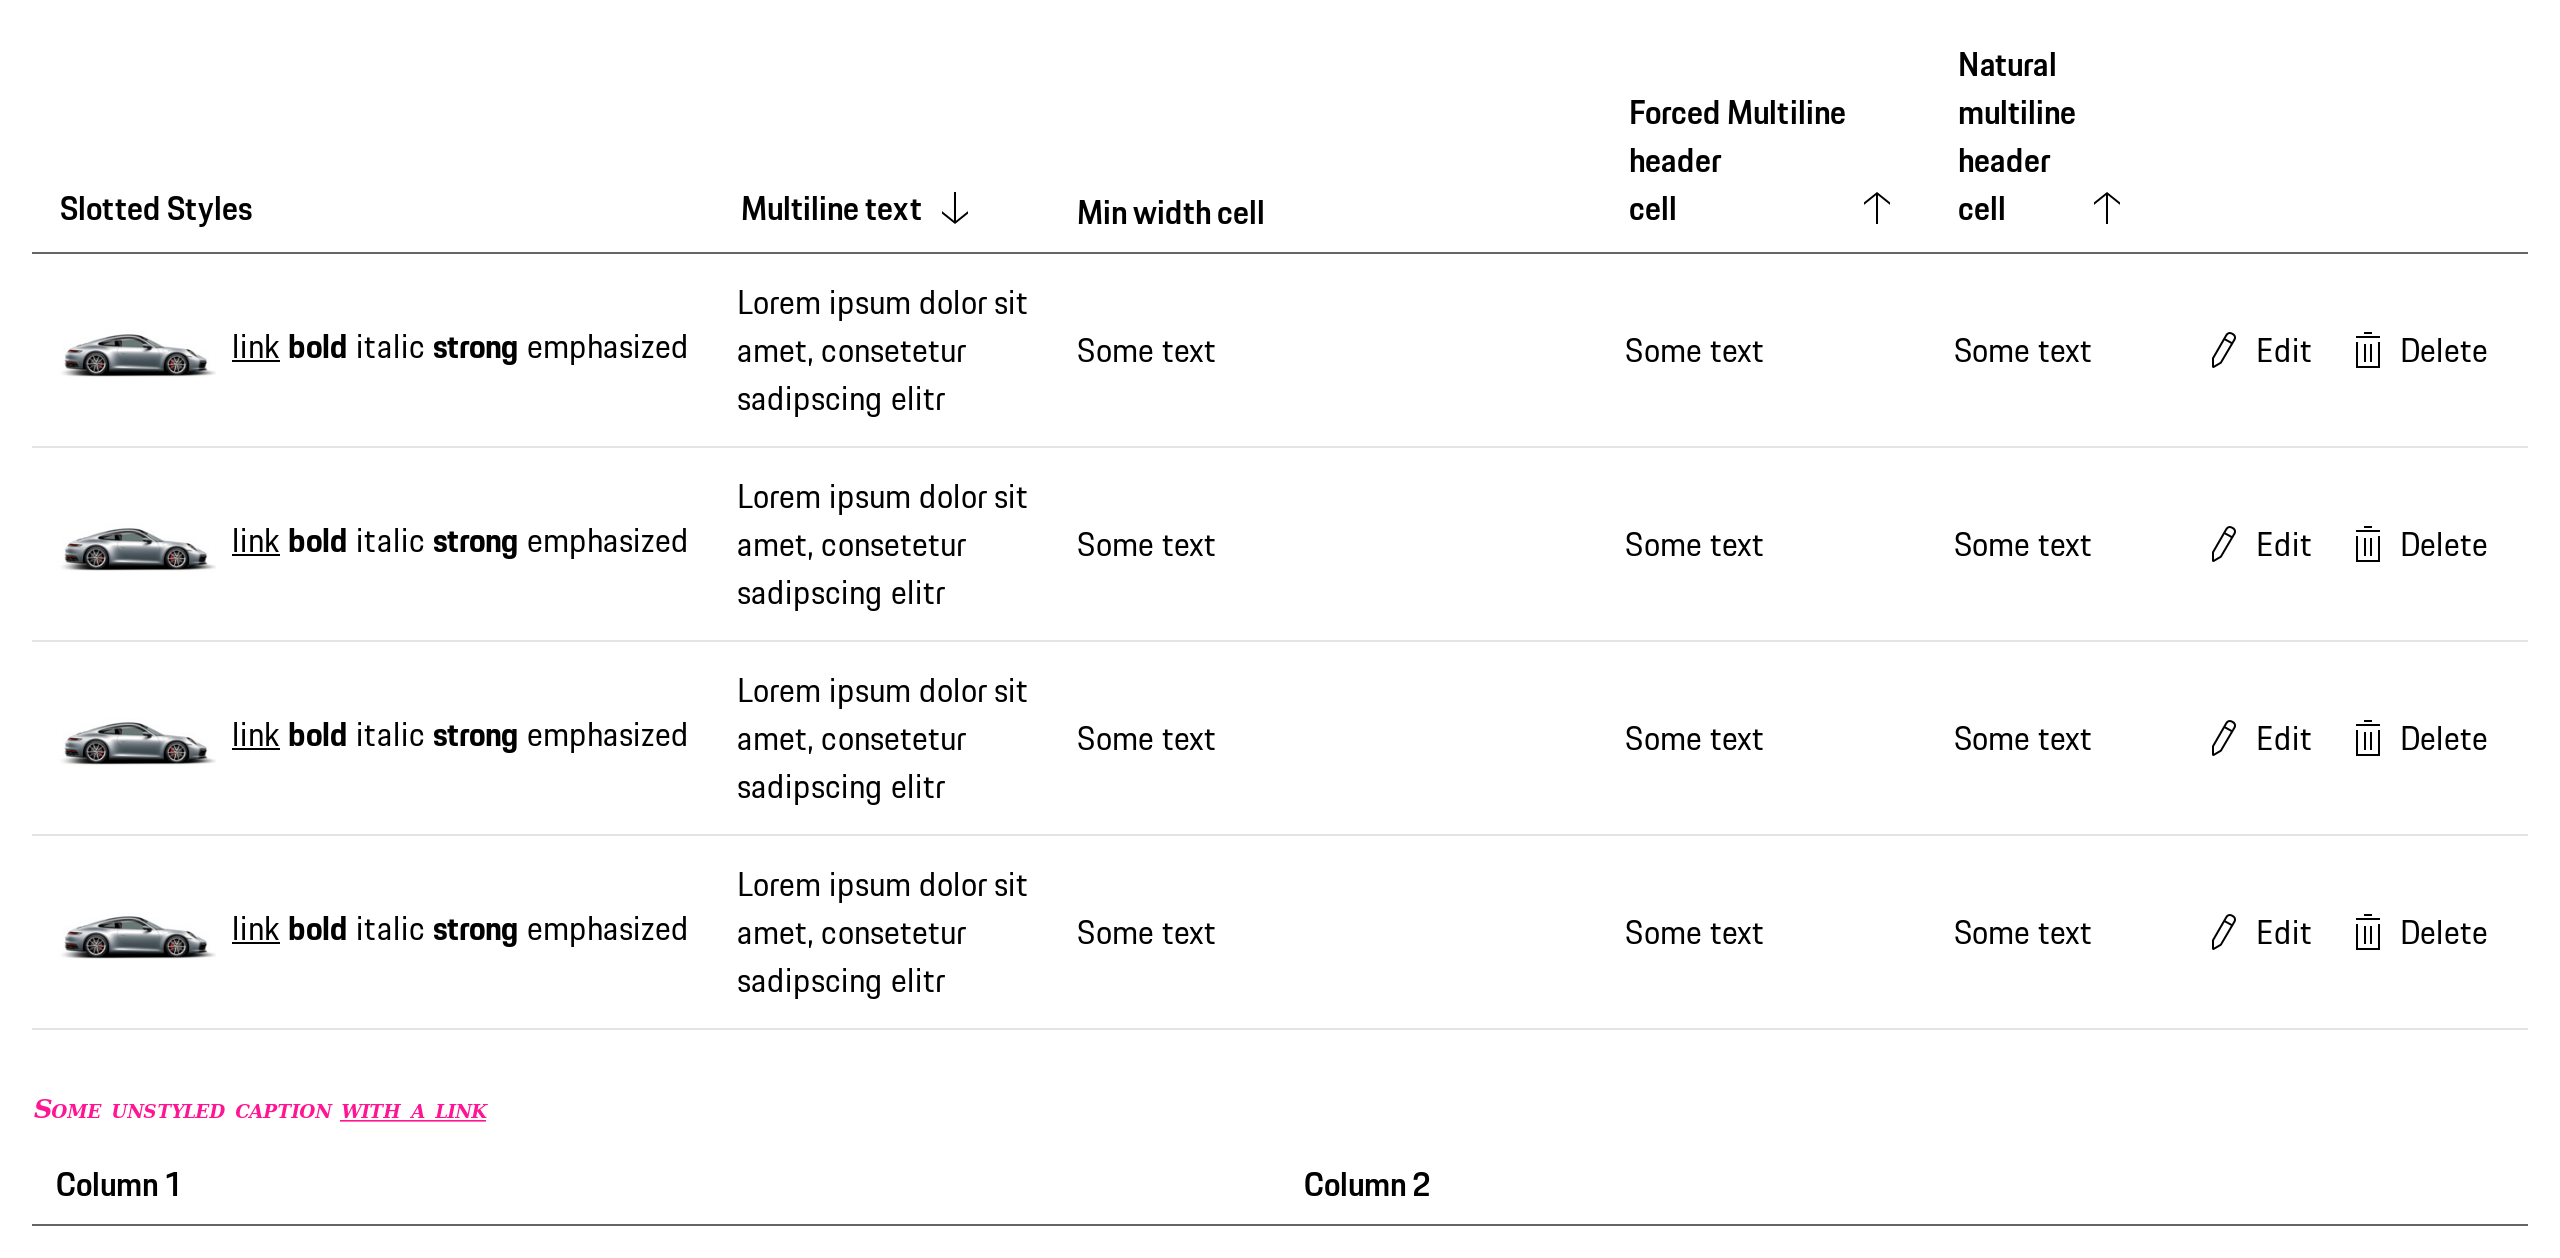 Slotted Styles
Multiline text
Min width cell
Forced Multiline
header
cell
Natural
multiline
header
cell
link bold italic strong emphasized
Lorem ipsum dolor sit
amet, consetetur
sadipscing elitr
Some text
Some text
Some text
Edit
Delete
link bold italic strong emphasized
Lorem ipsum dolor sit
amet, consetetur
sadipscing elitr
Some text
Some text
Some text
Edit
Delete
link bold italic strong emphasized
Lorem ipsum dolor sit
amet, consetetur
sadipscing elitr
Some text
Some text
Some text
Edit
Delete
link bold italic strong emphasized
Lorem ipsum dolor sit
amet, consetetur
sadipscing elitr
Some text
Some text
Some text
Edit
Delete
Some unstyled caption with a link
Column 1
Column 2